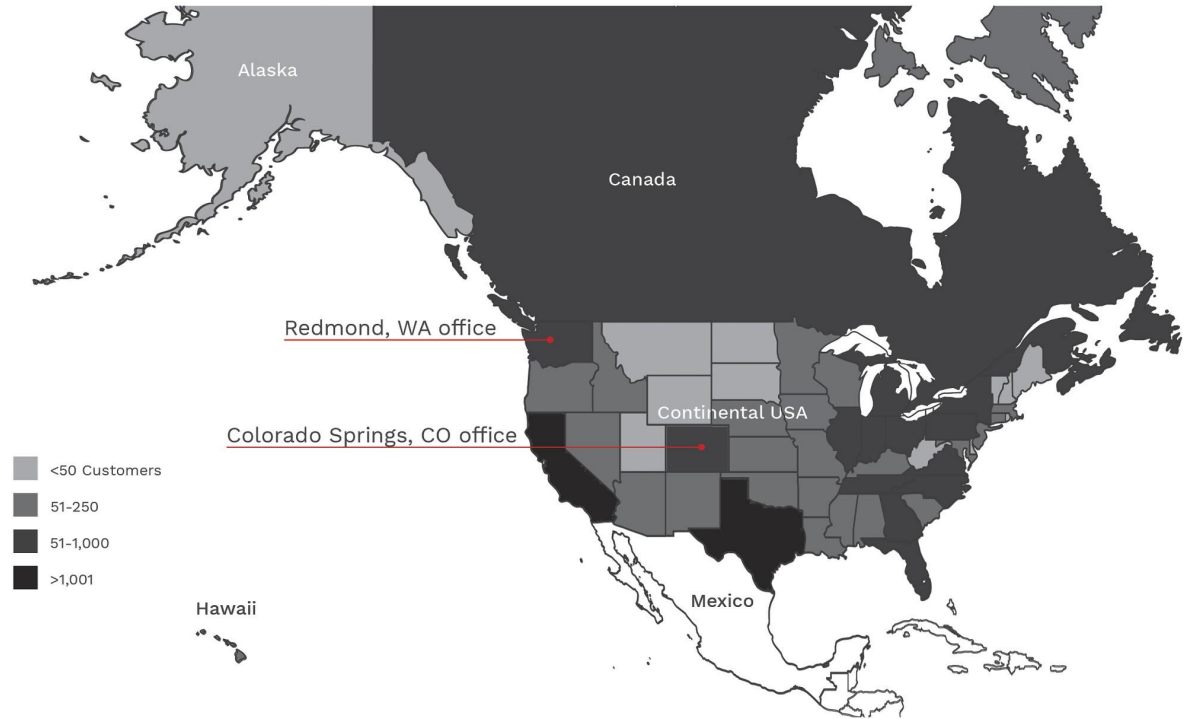 Alaska
Canada
Redmond, WA office
Continental USA
Colorado Springs, CO office
<50 Customers
51-250
51-1,000
>1,001
Hawaii
Mexico